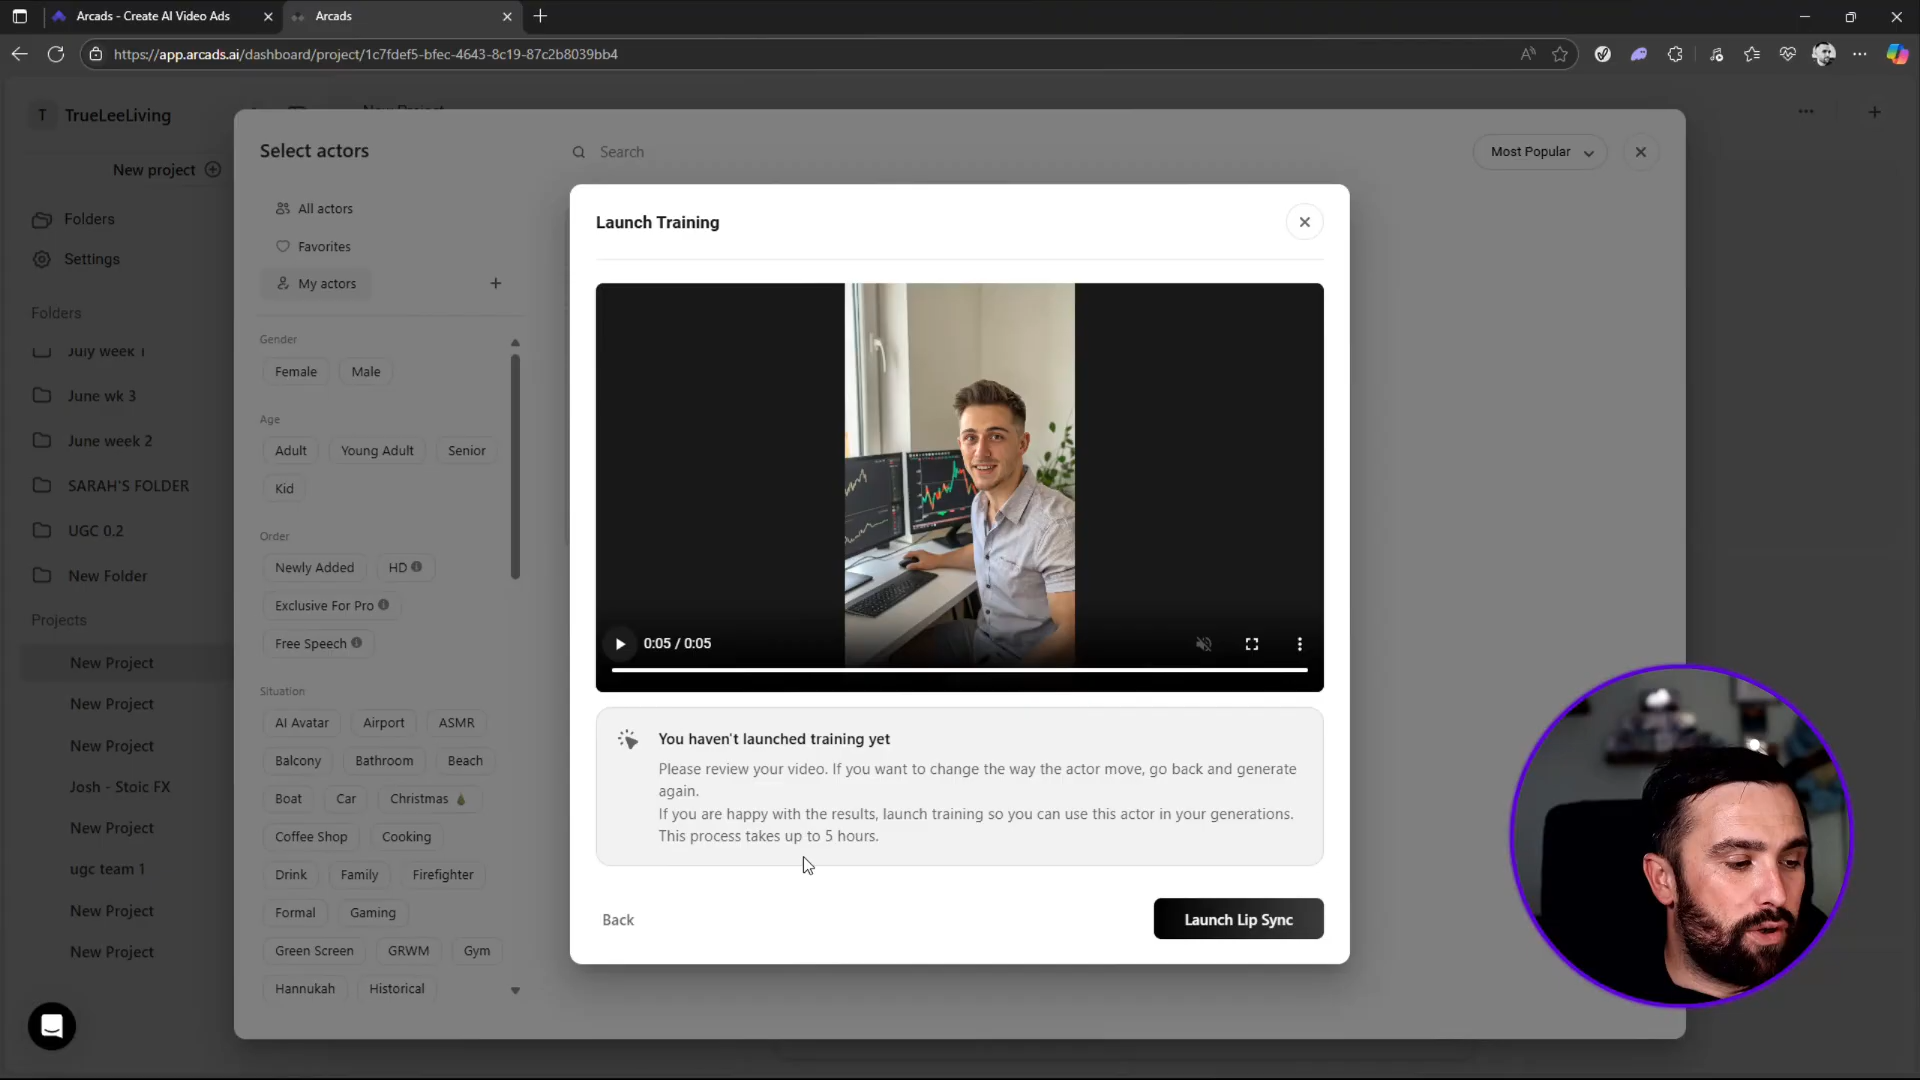 Arcads - Create AI Video Ads
Arcads
https://app.arcads.ai/dashboard/project/1c7fdef5-bfec-4643-8c19-87c2b8039bb4
T TrueLeeLiving
New Project
New project
Folders
Settings
Folders
July week 1
June wk 3
June week 2
SARAH'S FOLDER
UGC 0.2
New Folder
Projects
New Project
New Project
New Project
Josh - Stoic FX
New Project
ugc team 1
New Project
New Project
Select actors
Search
Most Popular
All actors
Favorites
My actors
Gender
Female Male
Age
Adult Young Adult Senior
Kid
Order
Newly Added HD
Exclusive For Pro
Free Speech
Situation
AI Avatar Airport ASMR
Balcony Bathroom Beach
Boat Car Christmas
Coffee Shop Cooking
Drink Family Firefighter
Formal Gaming
Green Screen GRWM Gym
Hannukah Historical
Launch Training
0:05 / 0:05
You haven't launched training yet
Please review your video. If you want to change the way the actor move, go back and generate
again.
If you are happy with the results, launch training so you can use this actor in your generations.
This process takes up to 5 hours.
Back
Launch Lip Sync